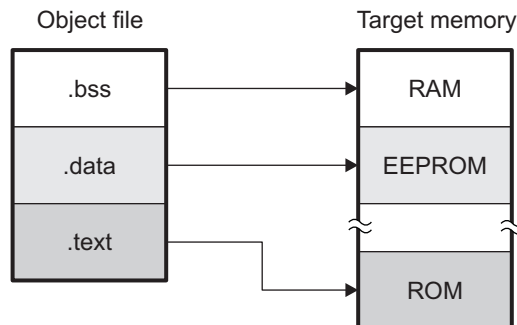 Object file
Target memory
.bss
RAM
.data
EEPROM
.text
ROM